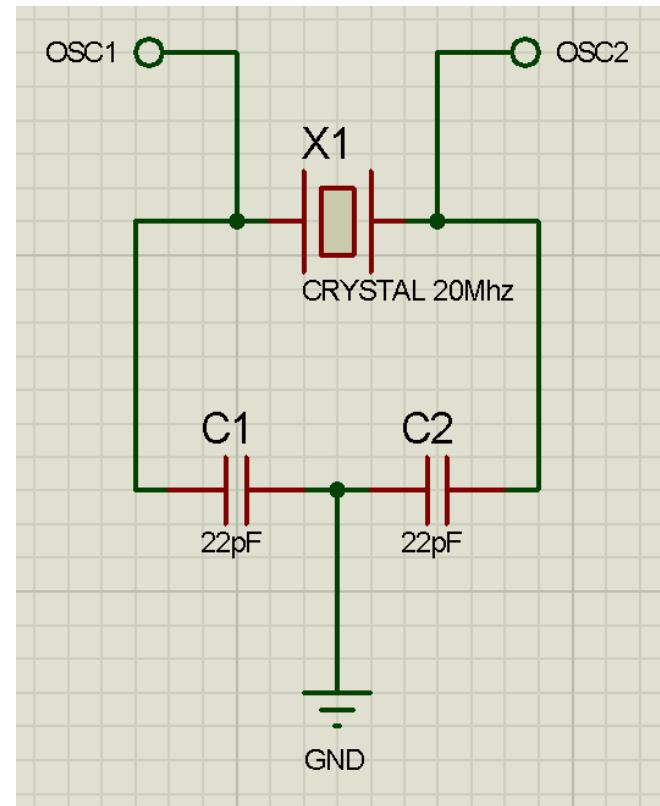 OSC1 OSC2
X1
CRYSTAL 20Mhz
C1 C2
22pF 22pF
GND